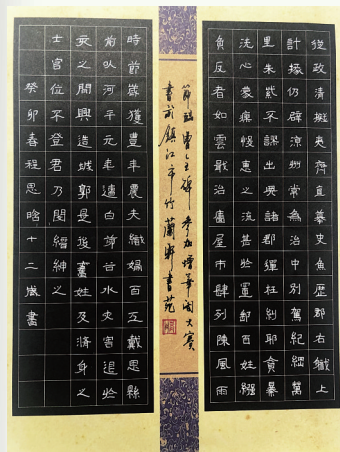 從政清擬夷齊直慕史魚歷郡右職上
計掾仍辟涼州常為治中別駕紀綱萬
里朱紫不謬出典諸郡彈枉糾邪貪暴
洗心惠之流甚於置郵百姓繈
負反者如雲戢治廧屋市肆列陳風雨
節臨曹全碑參加增華閣大賽
書於鎮江市竹蘭軒書苑
時節歲獲豐年農夫織婦百工戴恩縣
前以河平元年遭白茅谷水災害退於
亥之間興造城郭是後舊姓及脩身之
士官位不登君乃閔縉紳之
癸卯春程思晗十二歲書